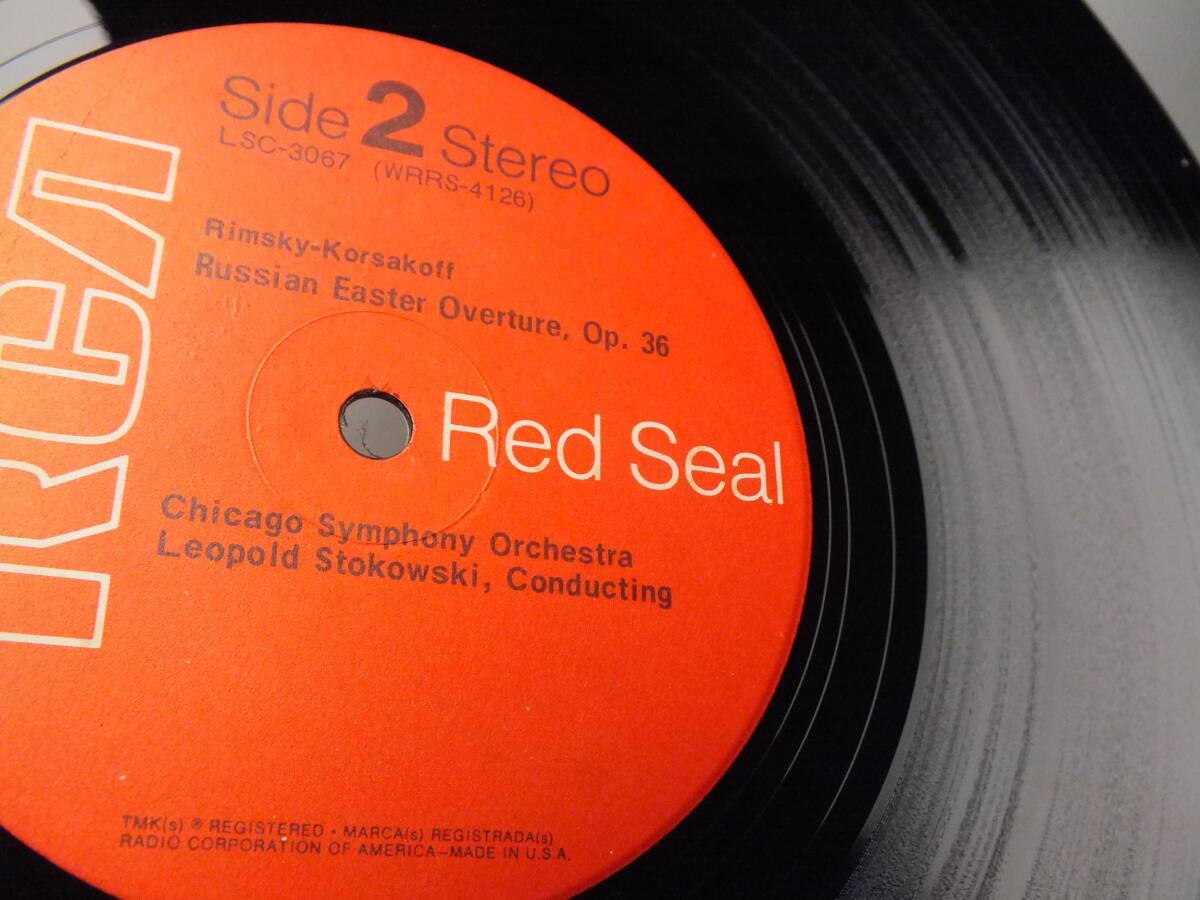 Side 2 Stereo
LSC-3067 (WRRS-4126)
Rimsky-Korsakoff
Russian Easter Overture, Op. 36
RCA
Red Seal
Chicago Symphony Orchestra
Leopold Stokowski, Conducting
TMK(s) ® REGISTERED • MARCA(s) REGISTRADA(s)
RADIO CORPORATION OF AMERICA—MADE IN U.S.A.